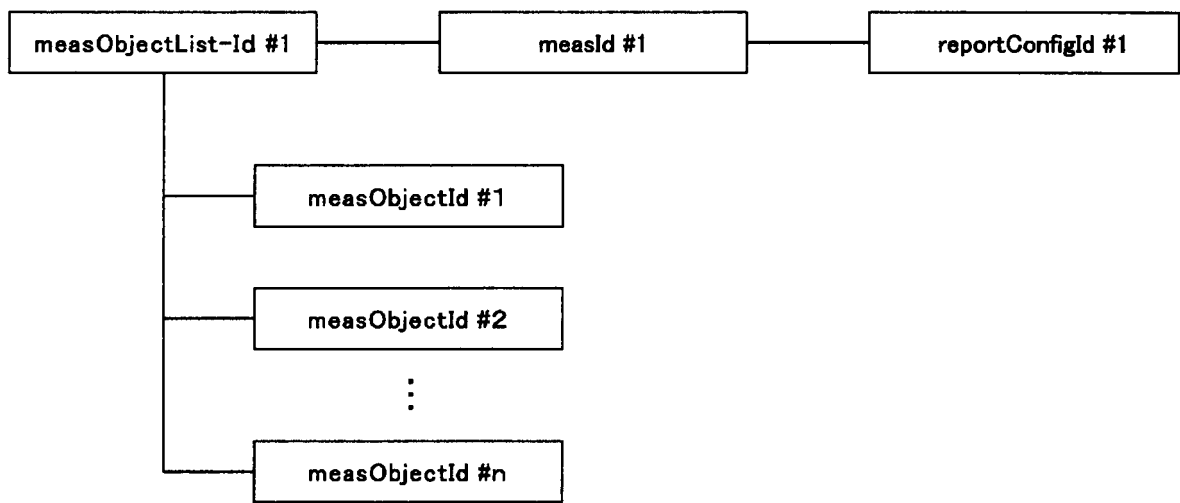 measObjectList-Id #1
measId #1
reportConfigId #1
measObjectId #1
measObjectId #2
⋮
measObjectId #n